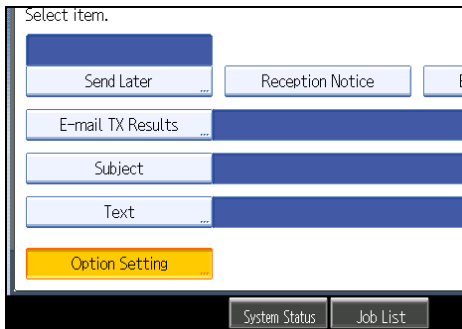 Select item.
Send Later Reception Notice
E-mail TX Results
Subject
Text
Option Setting
System Status Job List